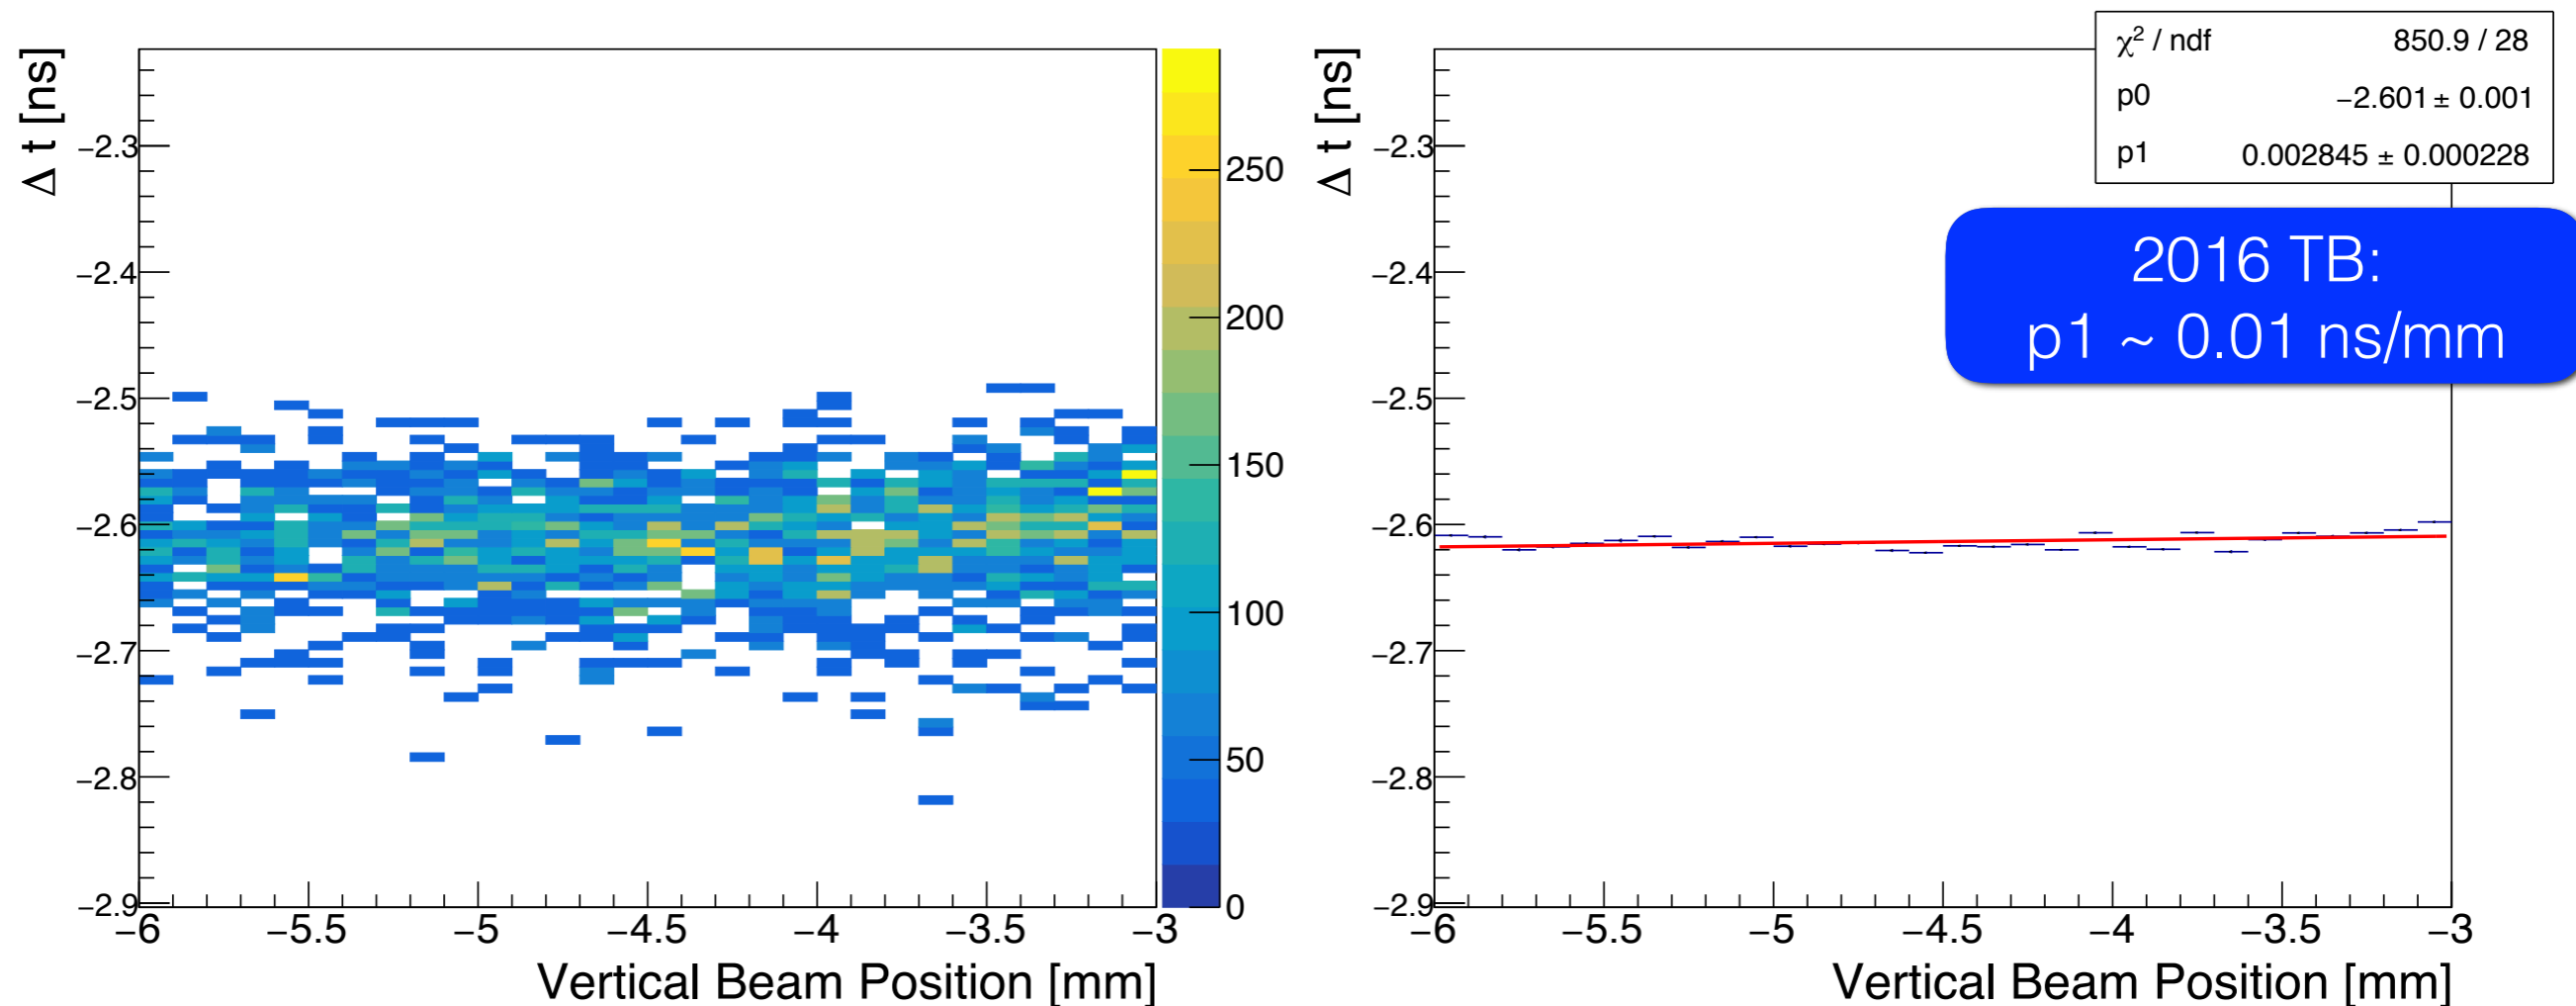 Δ t [ns]
−2.3
−2.4
−2.5
−2.6
−2.7
−2.8
−2.9
−6 −5.5 −5 −4.5 −4 −3.5 −3
Vertical Beam Position [mm]
250
200
150
100
50
0
Δ t [ns]
−2.3
−2.4
−2.5
−2.6
−2.7
−2.8
−2.9
−6 −5.5 −5 −4.5 −4 −3.5 −3
Vertical Beam Position [mm]
χ² / ndf 850.9 / 28
p0 −2.601 ± 0.001
p1 0.002845 ± 0.000228
2016 TB:
p1 ~ 0.01 ns/mm